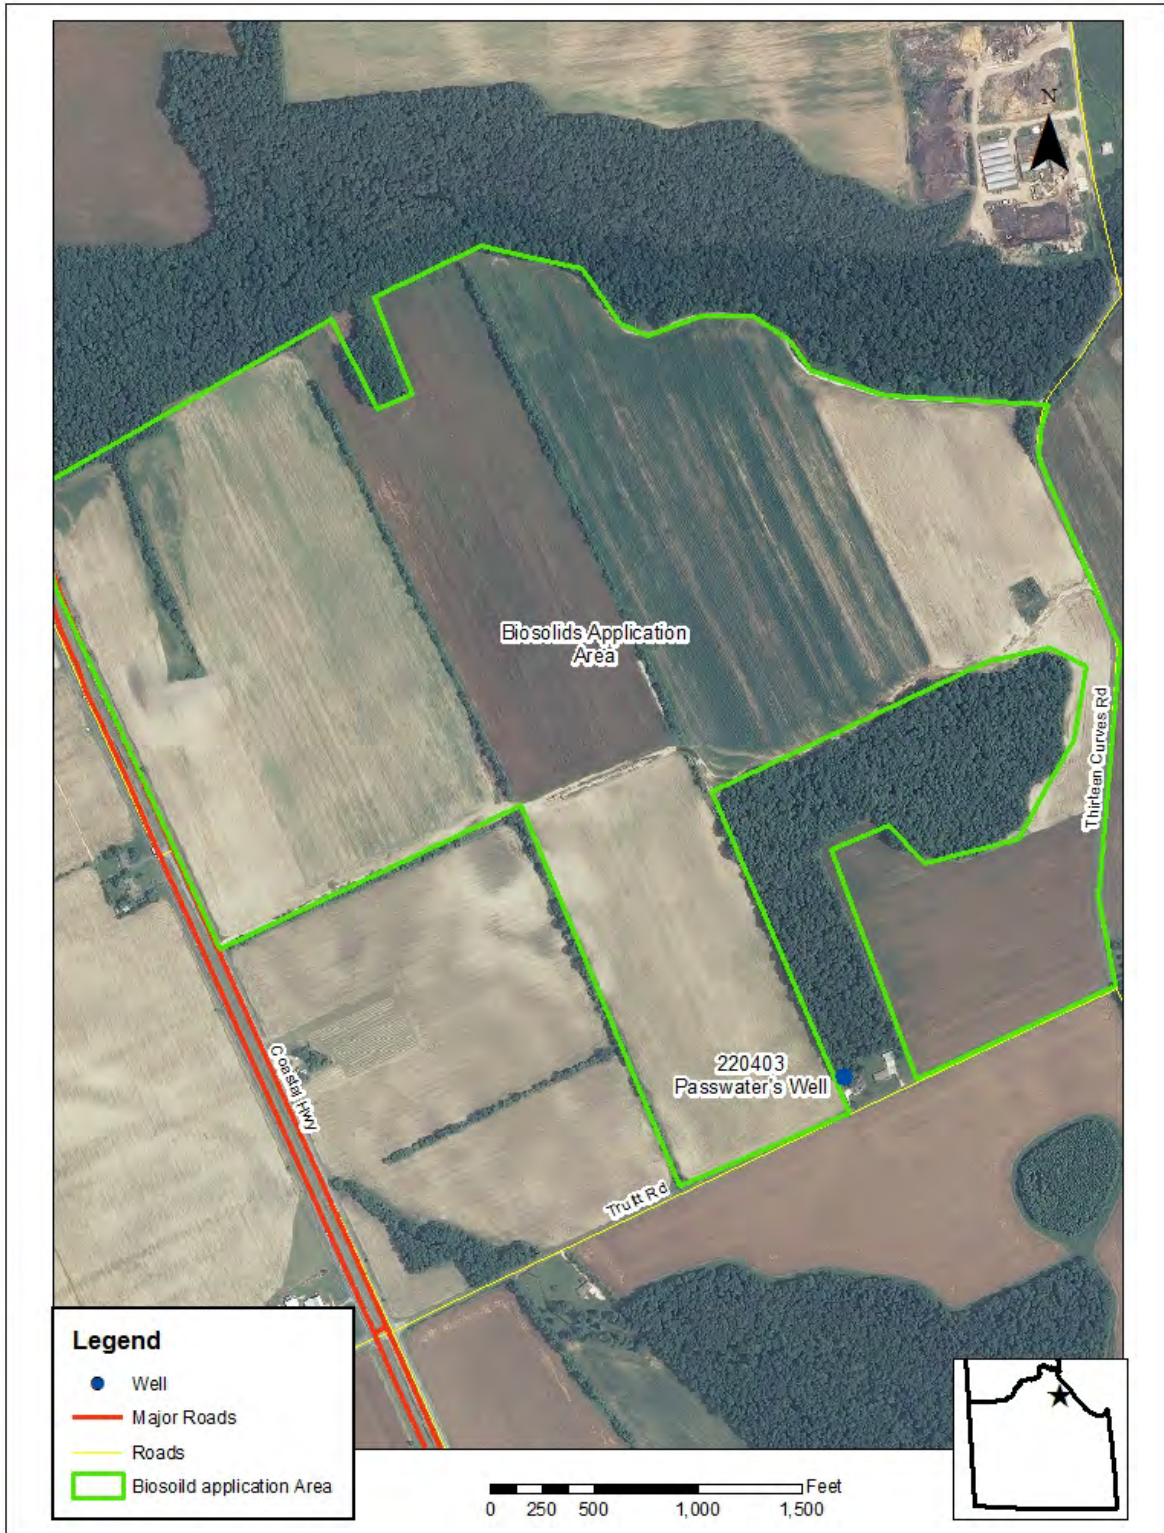 N
Biosolids Application
Area
Thirteen Curves Rd
220403
Passwater's Well
Coastal Hwy
Truitt Rd
Legend
Well
Major Roads
Roads
Biosoild application Area
Feet
0 250 500 1,000 1,500